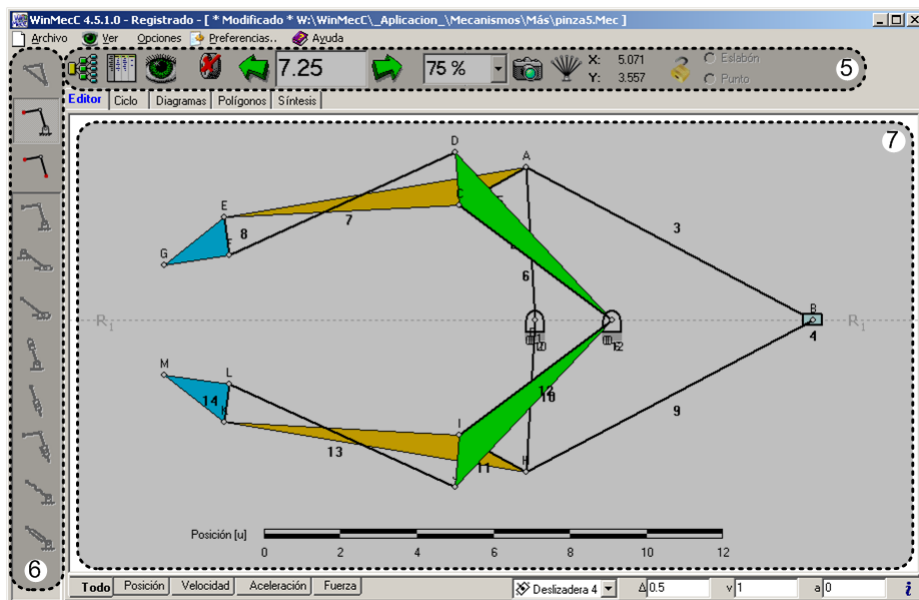 WinMecC 4.5.1.0 - Registrado - [ * Modificado * W:\WinMecC\_Aplicacion_\Mecanismos\Más\pinza5.Mec ]
Archivo Ver Opciones Preferencias.. Ayuda
7.25 75 % X: 5.071 Y: 3.557 Eslabón Punto 5
Editor Ciclo Diagramas Polígonos Síntesis
7
D
A
C
E
3
8 7
F
G
6
B
R i R i
4
M L
I
12
14 K
10
9
13
11 H
J
Posición [u]
0 2 4 6 8 10 12
6
Todo Posición Velocidad Aceleración Fuerza Deslizadera 4 Δ 0.5 v 1 a 0 i